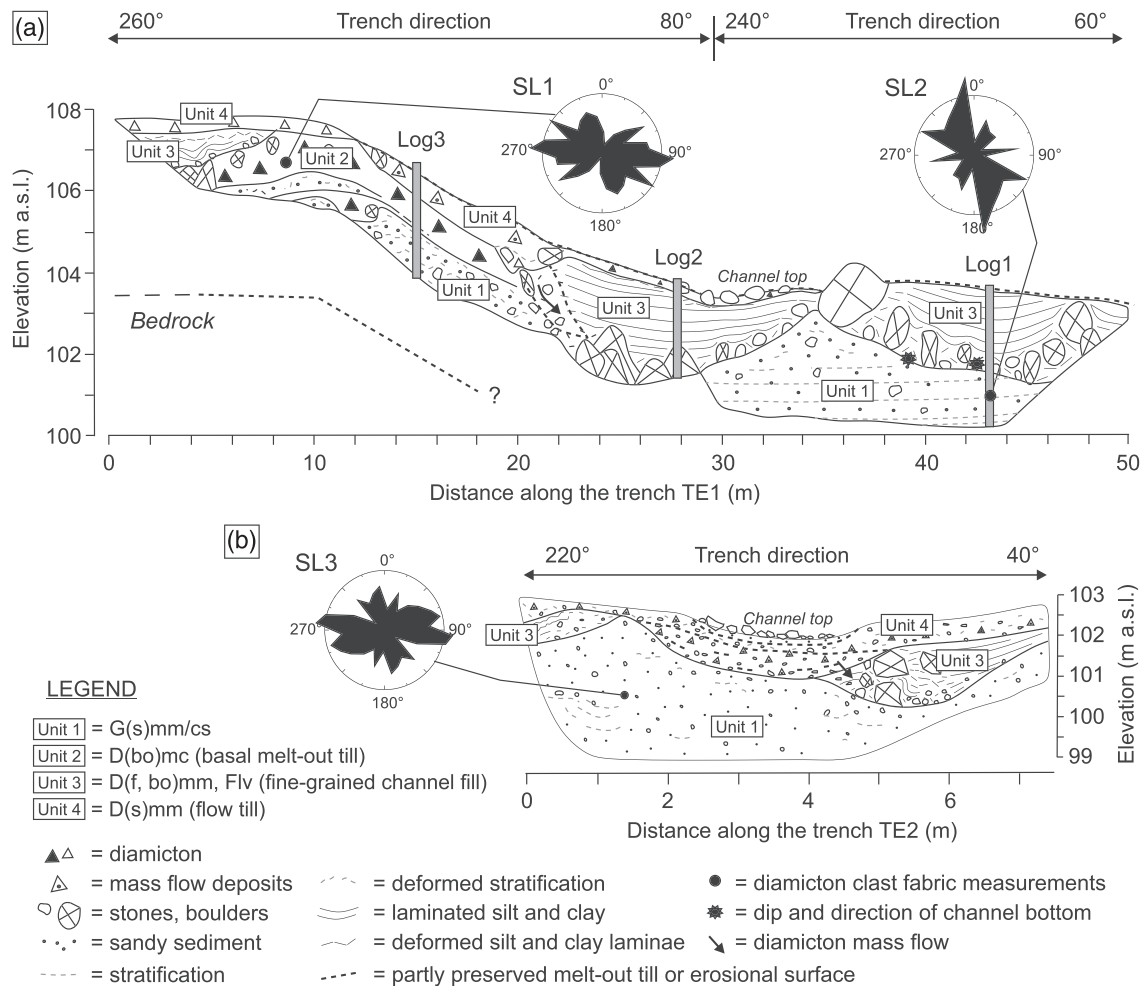 (a)
260° Trench direction 80° 240° Trench direction 60°
SL1 0° SL2 0°
108 Unit 4
Log3
Unit 3 Unit 2 270° 90° 270° 90°
106
Unit 4 180° 180°
Log2 Log1
104 Unit 1 Channel top
Unit 3 Unit 3
Bedrock
102
? Unit 1
100
Elevation (m a.s.l.)
0 10 20 30 40 50
Distance along the trench TE1 (m)
(b)
220° Trench direction 40°
SL3 0°
270° 90°
180°
103
Channel top
Unit 3 Unit 4
102
Unit 3
101
Unit 1
100
99
Elevation (m a.s.l.)
0 2 4 6
Distance along the trench TE2 (m)
LEGEND
Unit 1 = G(s)mm/cs
Unit 2 = D(bo)mc (basal melt-out till)
Unit 3 = D(f, bo)mm, Flv (fine-grained channel fill)
Unit 4 = D(s)mm (flow till)
= diamicton
= mass flow deposits
= stones, boulders
= sandy sediment
= stratification
= deformed stratification
= laminated silt and clay
= deformed silt and clay laminae
= partly preserved melt-out till or erosional surface
= diamicton clast fabric measurements
= dip and direction of channel bottom
= diamicton mass flow